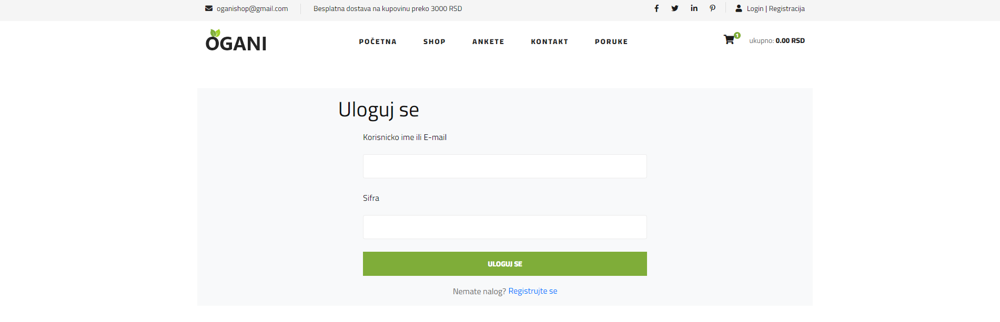 oganishop@gmail.com
Besplatna dostava na kupovinu preko 3000 RSD
Login | Registracija
OGANI
POČETNA
SHOP
ANKETE
KONTAKT
PORUKE
1
ukupno: 0.00 RSD
Uloguj se
Korisnicko ime ili E-mail
Sifra
ULOGUJ SE
Nemate nalog? Registrujte se